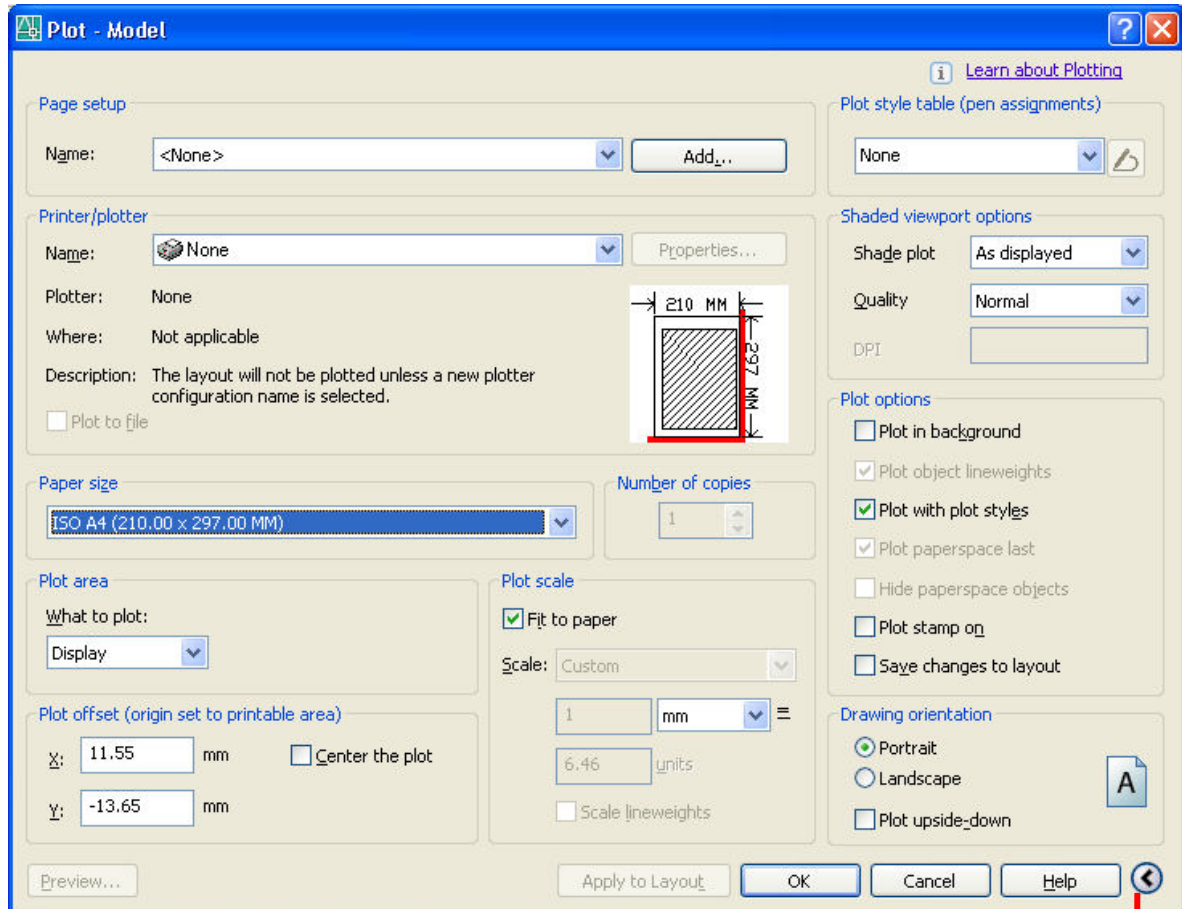 Plot - Model
Learn about Plotting
Page setup
Name:
<None>
Add...
Plot style table (pen assignments)
None
Printer/plotter
Name:
None
Properties...
Plotter:
None
Where:
Not applicable
Description:
The layout will not be plotted unless a new plotter
configuration name is selected.
Plot to file
210 MM
297 MM
Shaded viewport options
Shade plot
As displayed
Quality
Normal
DPI
Paper size
ISO A4 (210.00 x 297.00 MM)
Number of copies
1
Plot options
Plot in background
Plot object lineweights
Plot with plot styles
Plot paperspace last
Hide paperspace objects
Plot stamp on
Save changes to layout
Plot area
What to plot:
Display
Plot scale
Fit to paper
Scale:
Custom
1
mm
=
6.46
units
Scale lineweights
Plot offset (origin set to printable area)
X:
11.55
mm
Center the plot
Y:
-13.65
mm
Drawing orientation
Portrait
Landscape
A
Plot upside-down
Preview...
Apply to Layout
OK
Cancel
Help